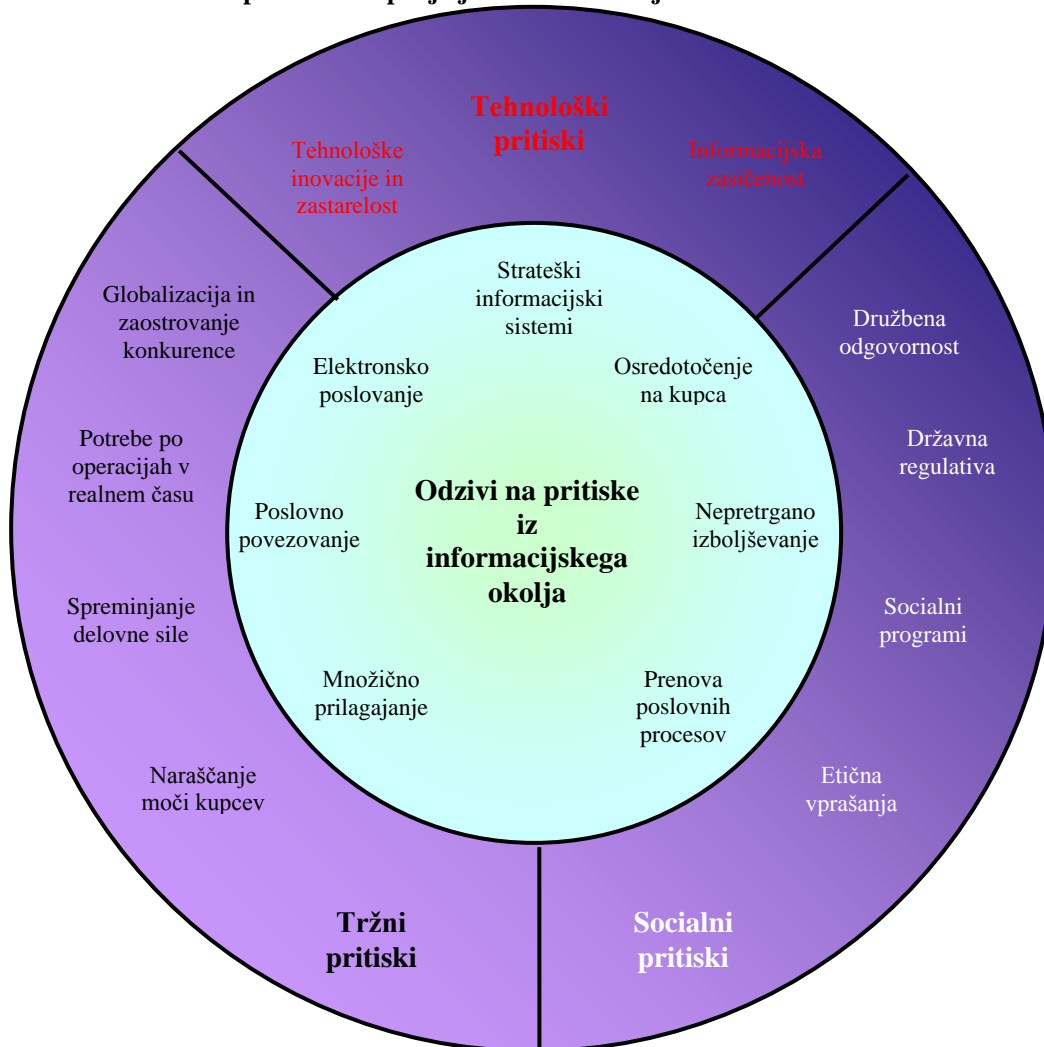 Tehnološki
pritiski
Tehnološke
inovacije in
zastarelost
Informacijska
zasičenost
Globalizacija in
zaostrovanje
konkurence
Potrebe po
operacijah v
realnem času
Spreminjanje
delovne sile
Naraščanje
moči kupcev
Tržni
pritiski
Družbena
odgovornost
Državna
regulativa
Socialni
programi
Etična
vprašanja
Socialni
pritiski
Strateški
informacijski
sistemi
Elektronsko
poslovanje
Osredotočenje
na kupca
Poslovno
povezovanje
Odzivi na pritiske
iz
informacijskega
okolja
Nepretrgano
izboljševanje
Množično
prilagajanje
Prenova
poslovnih
procesov